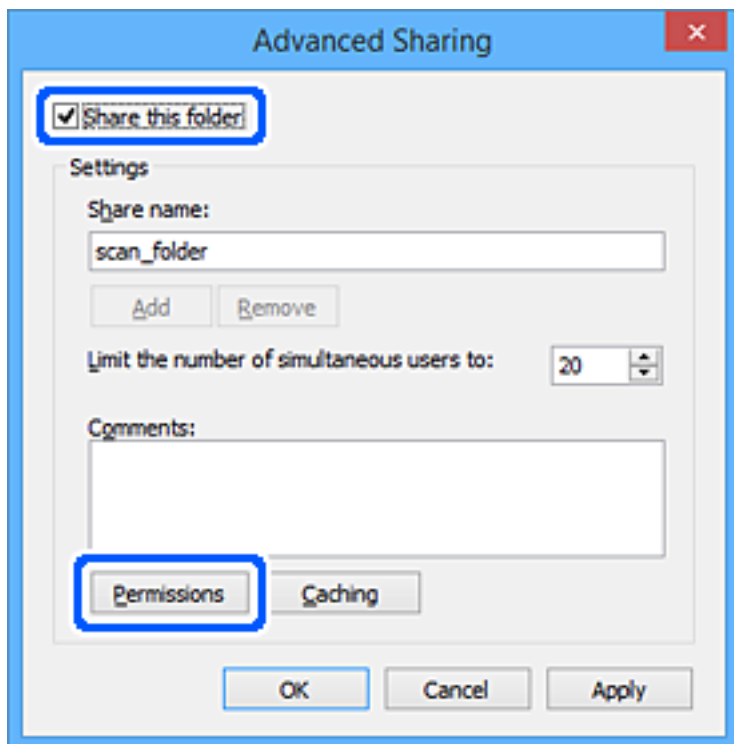 Advanced Sharing
Share this folder
Settings
Share name:
scan_folder
Add Remove
Limit the number of simultaneous users to: 20
Comments:
Permissions Caching
OK Cancel Apply